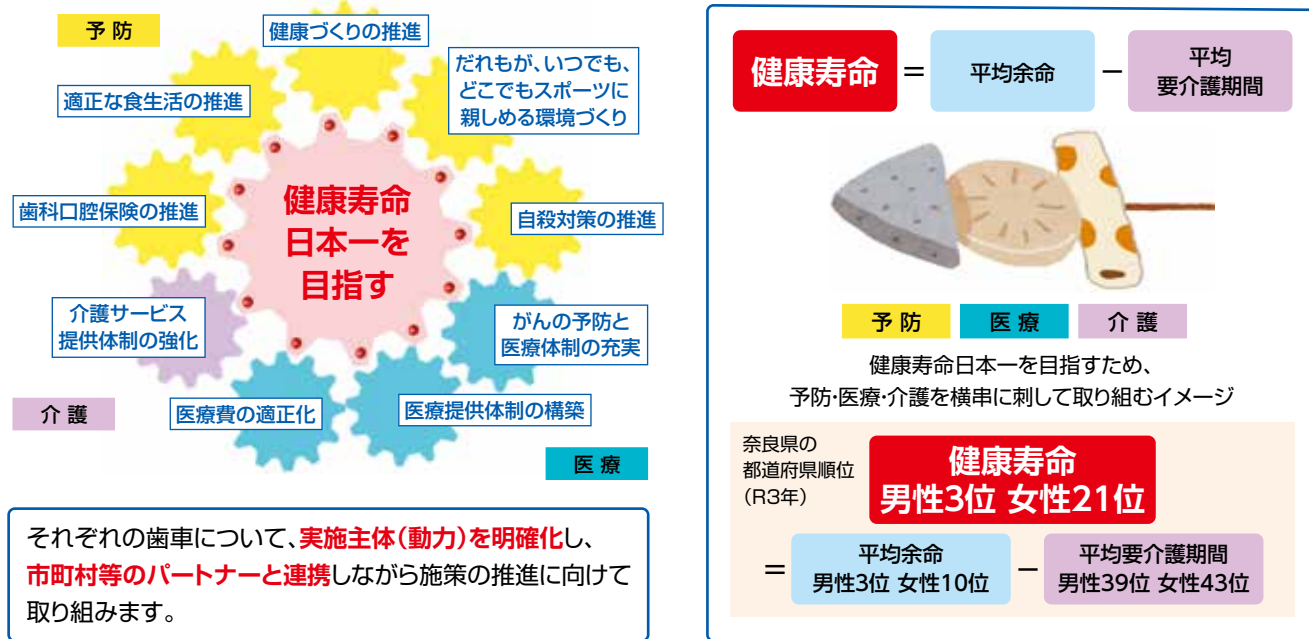 予防
健康づくりの推進
だれもが、いつでも、
どこでもスポーツに
親しめる環境づくり
適正な食生活の推進
歯科口腔保険の推進
健康寿命
日本一を
目指す
自殺対策の推進
介護サービス
提供体制の強化
がんの予防と
医療体制の充実
介護
医療費の適正化
医療提供体制の構築
医療
それぞれの歯車について、実施主体(動力)を明確化し、
市町村等のパートナーと連携しながら施策の推進に向けて
取り組みます。
健康寿命 = 平均余命 − 平均
要介護期間
予防 医療 介護
健康寿命日本一を目指すため、
予防・医療・介護を横串に刺して取り組むイメージ
奈良県の
都道府県順位
(R3年)
健康寿命
男性3位 女性21位
= 平均余命
男性3位 女性10位
− 平均要介護期間
男性39位 女性43位